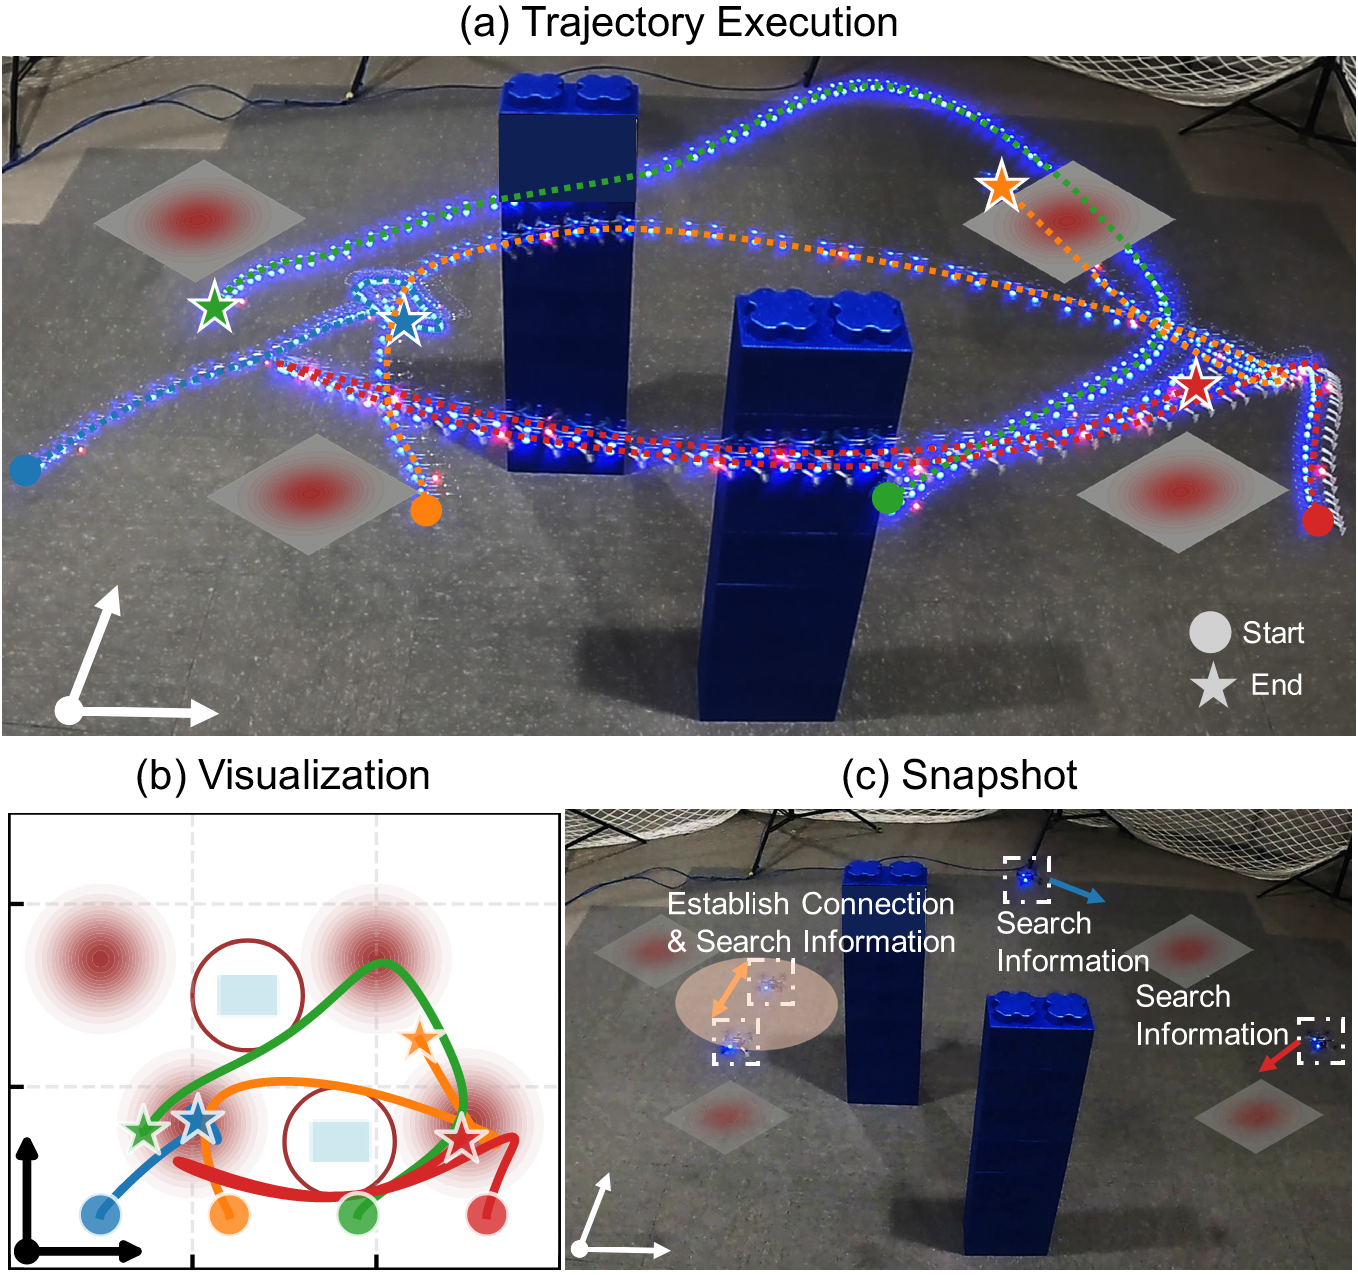 (a) Trajectory Execution
Start
End
(b) Visualization
(c) Snapshot
Establish Connection
& Search Information
Search
Information
Search
Information